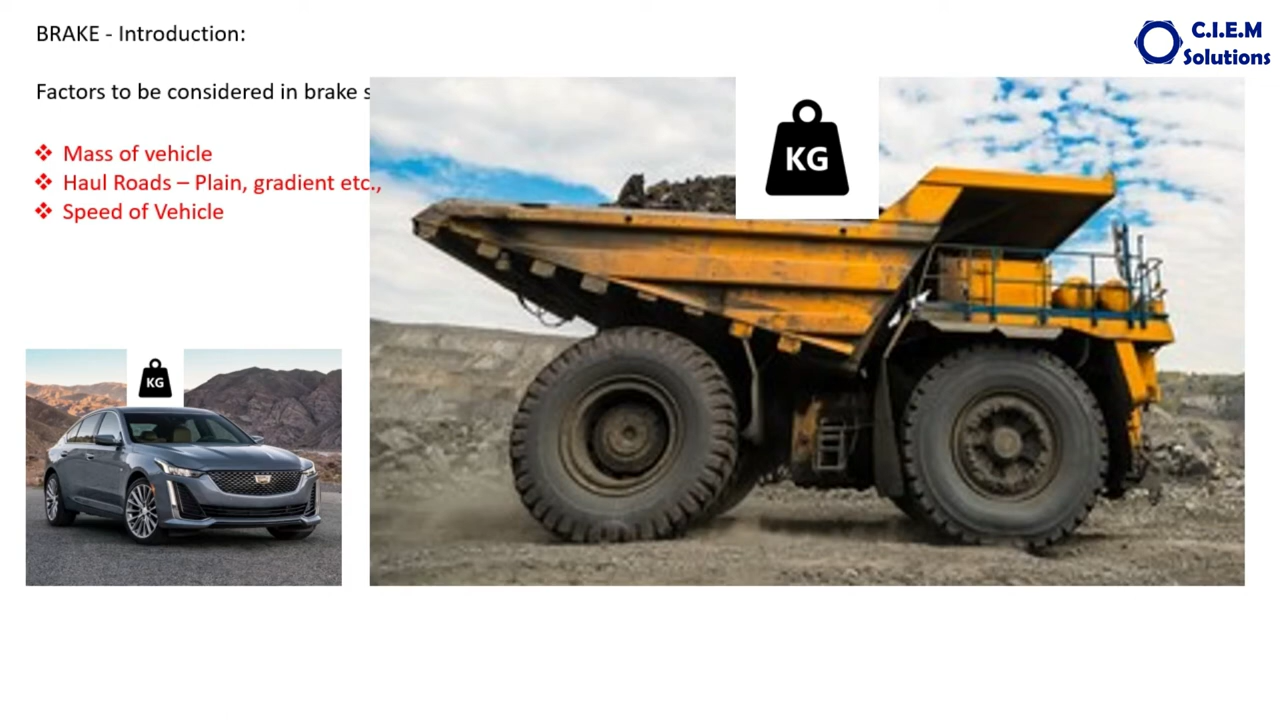 BRAKE - Introduction:
C.I.E.M
Solutions
Factors to be considered in brake s
❖ Mass of vehicle
❖ Haul Roads – Plain, gradient etc.,
❖ Speed of Vehicle
KG
KG